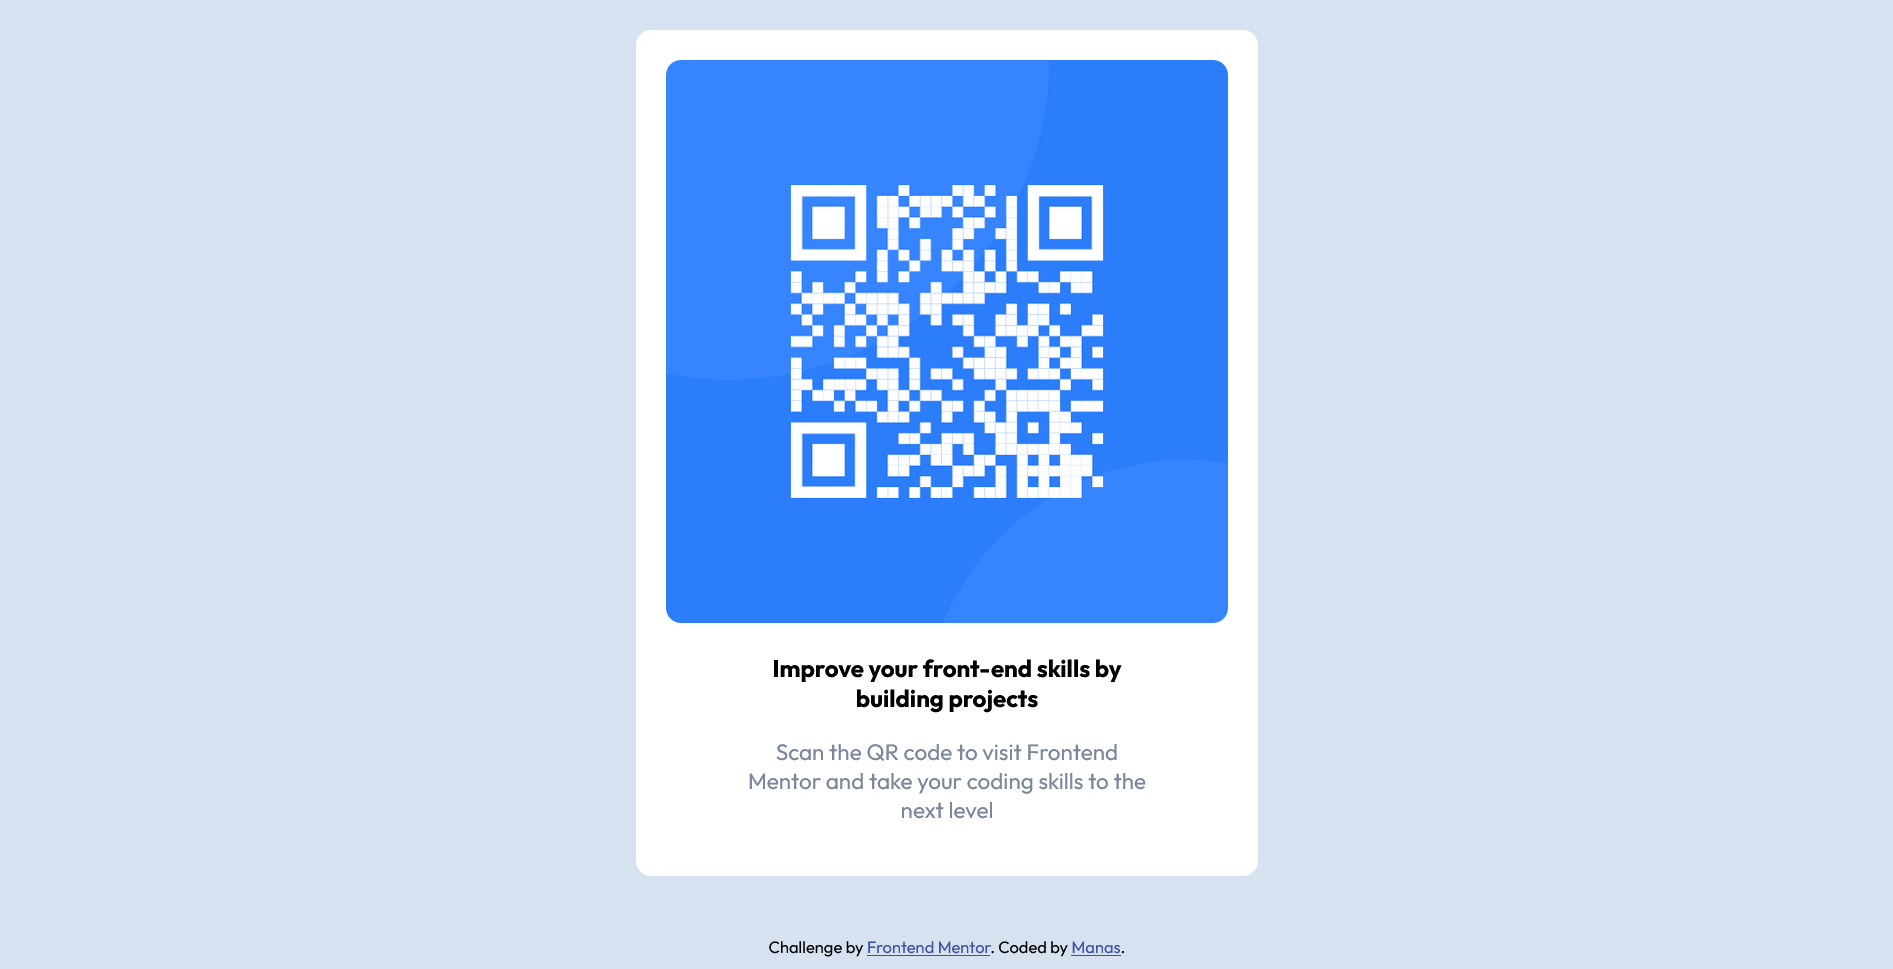 Improve your front-end skills by
building projects
Scan the QR code to visit Frontend
Mentor and take your coding skills to the
next level
Challenge by Frontend Mentor. Coded by Manas.